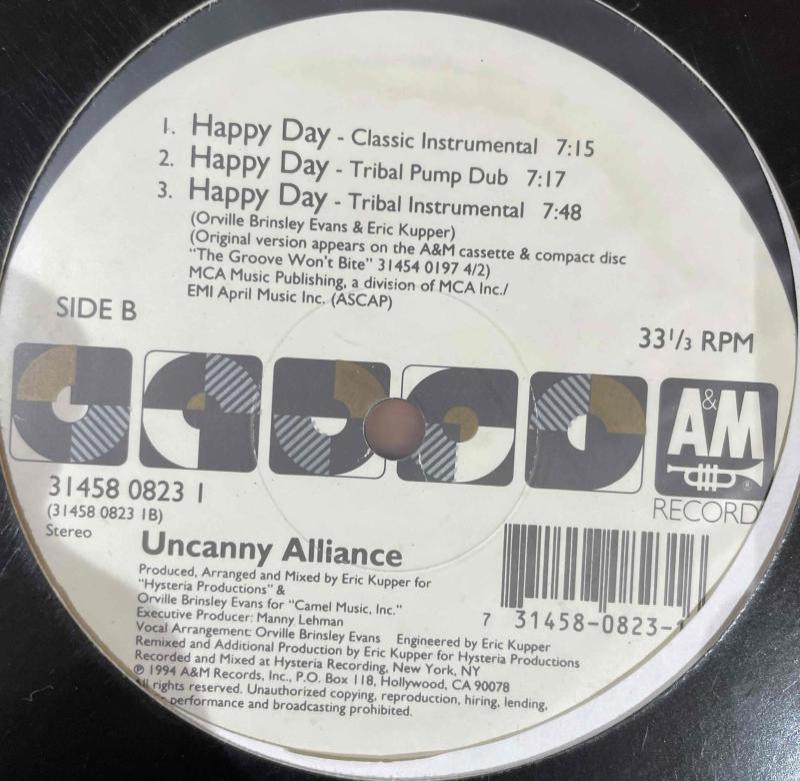 1. Happy Day - Classic Instrumental 7:15
2. Happy Day - Tribal Pump Dub 7:17
3. Happy Day - Tribal Instrumental 7:48
(Orville Brinsley Evans & Eric Kupper)
(Original version appears on the A&M cassette & compact disc
"The Groove Won't Bite" 31454 0197 4/2)
MCA Music Publishing, a division of MCA Inc./
EMI April Music Inc. (ASCAP)
SIDE B
33 1/3 RPM
A&M
RECORD
31458 0823 1
(31458 0823 1B)
Stereo
Uncanny Alliance
Produced, Arranged and Mixed by Eric Kupper for
"Hysteria Productions" &
Orville Brinsley Evans for "Camel Music, Inc."
Executive Producer: Manny Lehman
Vocal Arrangement: Orville Brinsley Evans Engineered by Eric Kupper
Remixed and Additional Production by Eric Kupper for Hysteria Productions
Recorded and Mixed at Hysteria Recording, New York, NY
℗ 1994 A&M Records, Inc., P.O. Box 118, Hollywood, CA 90078
All rights reserved. Unauthorized copying, reproduction, hiring, lending,
performance and broadcasting prohibited.
7 31458-0823-1